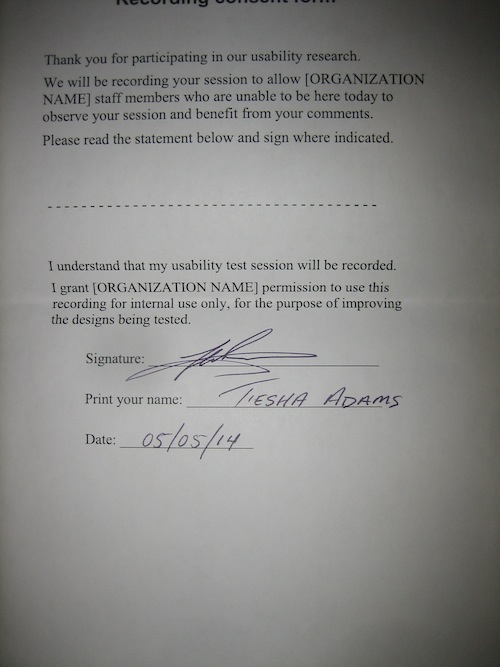 Recording consent form
Thank you for participating in our usability research.
We will be recording your session to allow [ORGANIZATION
NAME] staff members who are unable to be here today to
observe your session and benefit from your comments.
Please read the statement below and sign where indicated.
I understand that my usability test session will be recorded.
I grant [ORGANIZATION NAME] permission to use this
recording for internal use only, for the purpose of improving
the designs being tested.
Signature:
Print your name: TIESHA ADAMS
Date: 05/05/14